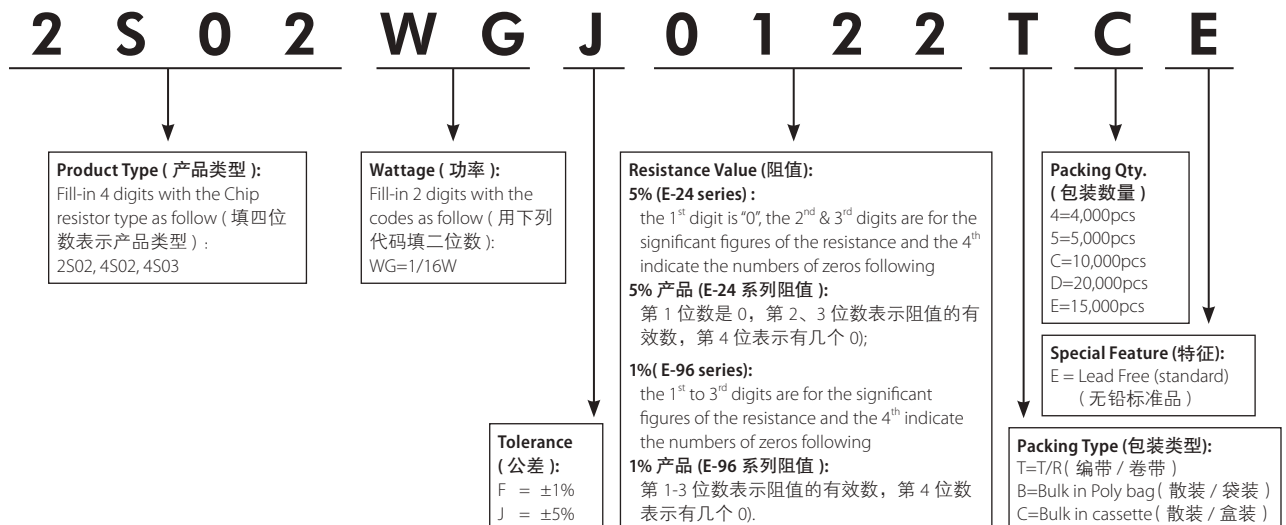 2 S 0 2 W G J 0 1 2 2 T C E
Product Type ( 产品类型 ):
Fill-in 4 digits with the Chip
resistor type as follow ( 填四位
数表示产品类型 ) :
2S02, 4S02, 4S03
Wattage ( 功率 ):
Fill-in 2 digits with the
codes as follow ( 用下列
代码填二位数 ):
WG=1/16W
Tolerance
( 公差 ):
F = ±1%
J = ±5%
Resistance Value (阻值):
5% (E-24 series) :
the 1st digit is "0", the 2nd & 3rd digits are for the
significant figures of the resistance and the 4th
indicate the numbers of zeros following
5% 产品 (E-24 系列阻值 ):
第 1 位数是 0，第 2、3 位数表示阻值的有
效数，第 4 位表示有几个 0);
1%( E-96 series):
the 1st to 3rd digits are for the significant
figures of the resistance and the 4th indicate
the numbers of zeros following
1% 产品 (E-96 系列阻值 ):
第 1-3 位数表示阻值的有效数，第 4 位数
表示有几个 0).
Packing Qty.
( 包装数量 )
4=4,000pcs
5=5,000pcs
C=10,000pcs
D=20,000pcs
E=15,000pcs
Special Feature (特征):
E = Lead Free (standard)
( 无铅标准品 )
Packing Type (包装类型):
T=T/R( 编带 / 卷带 )
B=Bulk in Poly bag( 散装 / 袋装 )
C=Bulk in cassette( 散装 / 盒装 )